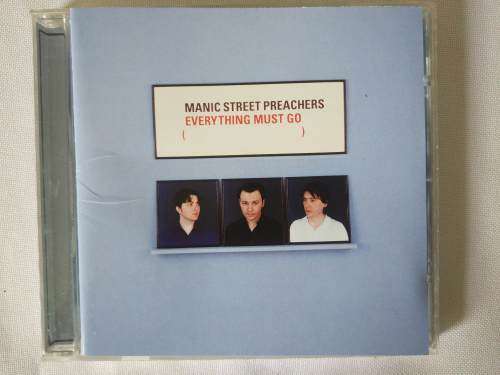 MANIC STREET PREACHERS
EVERYTHING MUST GO
( )